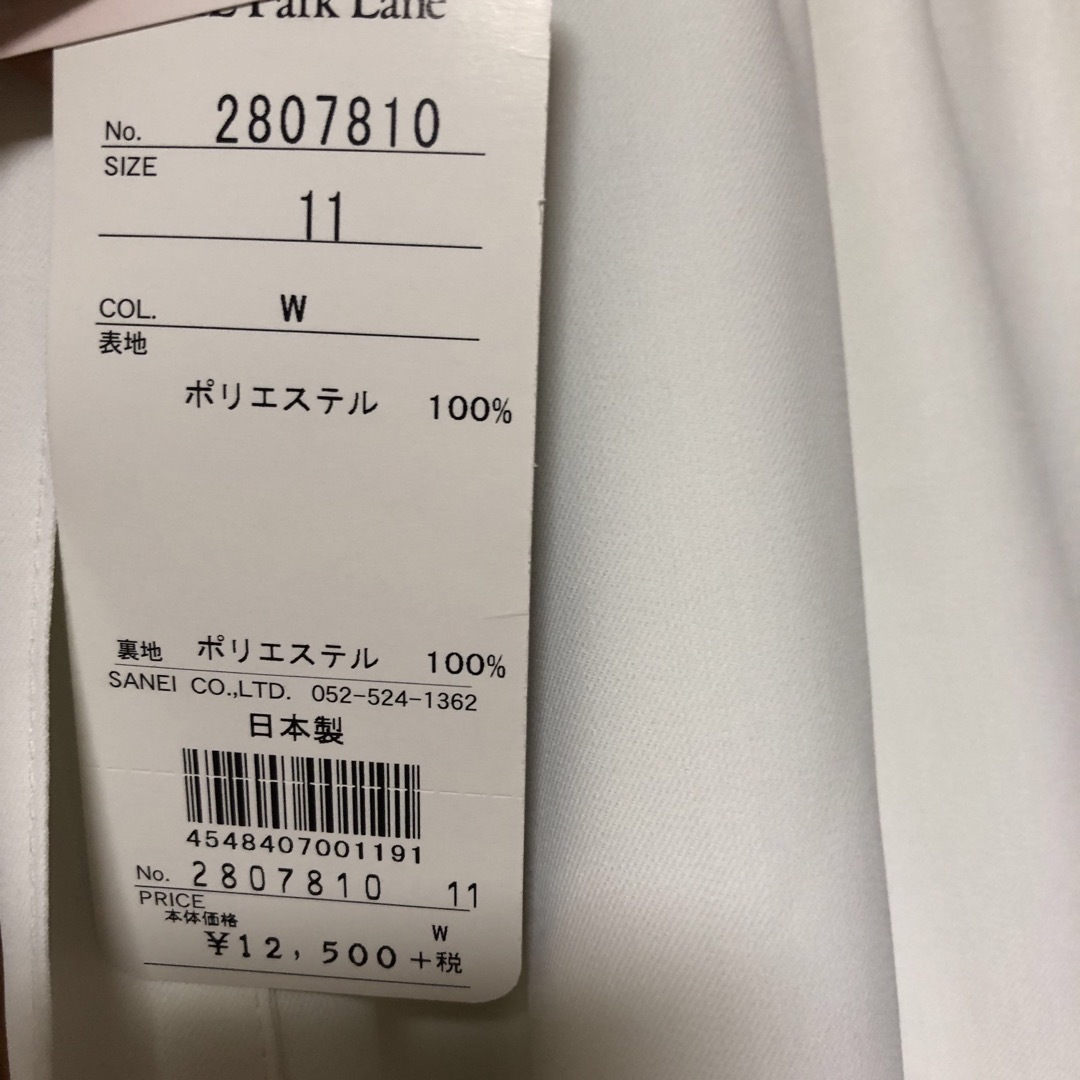 Park Lane
No. 2807810
SIZE
11
COL. W
表地
ポリエステル 100%
裏地 ポリエステル 100%
SANEI CO.,LTD. 052-524-1362
日本製
4548407001191
No. 2807810 11
PRICE
本体価格 W
¥12,500+税